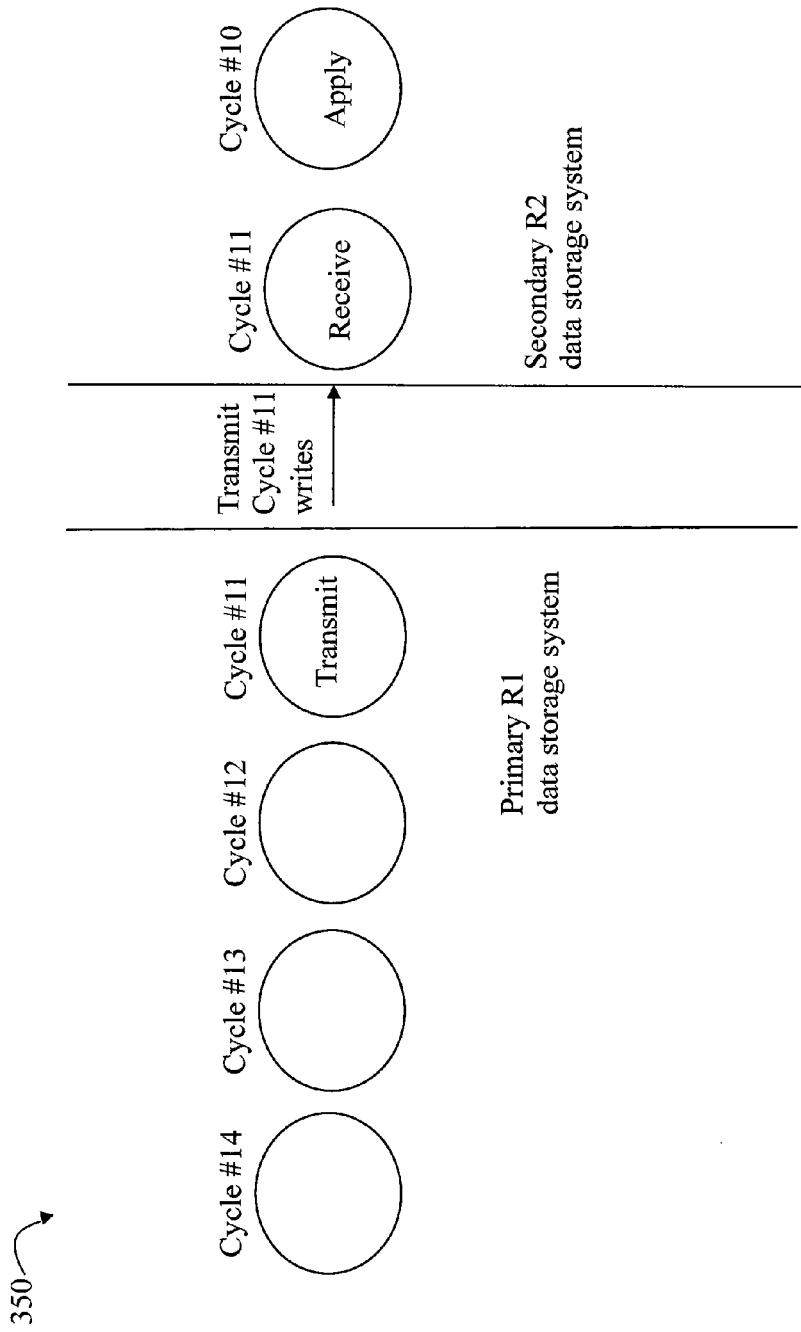 350
Cycle #14
Cycle #13
Cycle #12
Cycle #11
Transmit
Transmit
Cycle #11
writes
Cycle #11
Receive
Cycle #10
Apply
Primary R1
data storage system
Secondary R2
data storage system